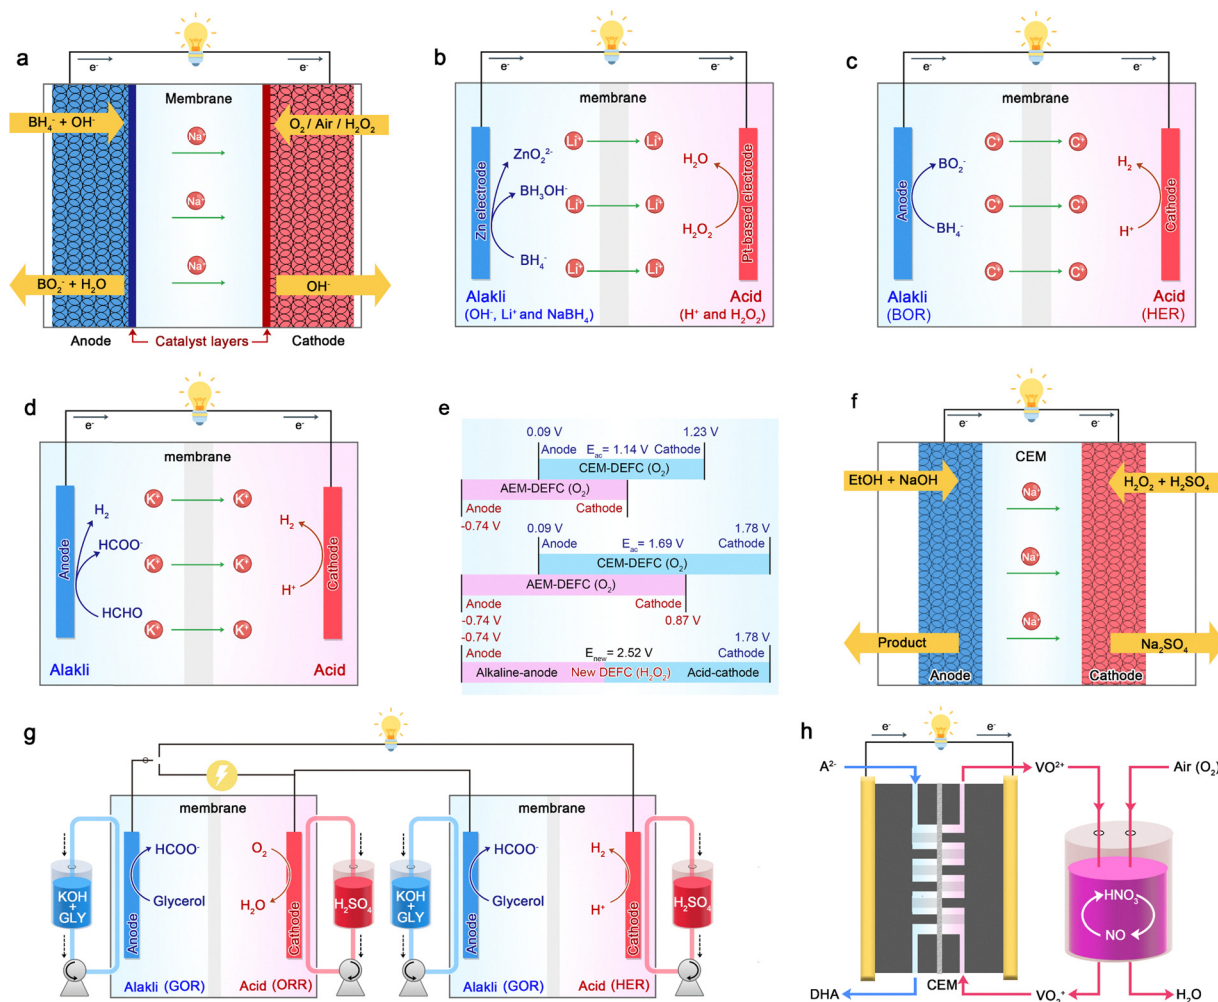 a
e⁻
e⁻
Membrane
BH₄⁻ + OH⁻
O₂ / Air / H₂O₂
Na⁺
Na⁺
Na⁺
BO₂⁻ + H₂O
OH⁻
Anode
Catalyst layers
Cathode
b
e⁻
e⁻
membrane
Zn electrode
ZnO₂²⁻
BH₃OH⁻
BH₄⁻
Li⁺
Li⁺
Li⁺
Li⁺
Li⁺
Li⁺
H₂O
H₂O₂
Pt-based electrode
Alakli
(OH⁻, Li⁺ and NaBH₄)
Acid
(H⁺ and H₂O₂)
c
e⁻
e⁻
membrane
Anode
BO₂⁻
BH₄⁻
C⁺
C⁺
C⁺
C⁺
C⁺
C⁺
H₂
H⁺
Cathode
Alakli
(BOR)
Acid
(HER)
d
e⁻
e⁻
membrane
Anode
H₂
HCOO⁻
HCHO
K⁺
K⁺
K⁺
K⁺
K⁺
K⁺
H₂
H⁺
Cathode
Alakli
Acid
e
0.09 V
1.23 V
Anode
E_ac= 1.14 V
Cathode
CEM-DEFC (O₂)
AEM-DEFC (O₂)
Anode
Cathode
-0.74 V
0.09 V
1.78 V
Anode
E_ac= 1.69 V
Cathode
CEM-DEFC (O₂)
AEM-DEFC (O₂)
Anode
Cathode
-0.74 V
0.87 V
-0.74 V
1.78 V
Anode
E_new= 2.52 V
Cathode
Alkaline-anode
New DEFC (H₂O₂)
Acid-cathode
f
e⁻
e⁻
CEM
EtOH + NaOH
H₂O₂ + H₂SO₄
Na⁺
Na⁺
Na⁺
Product
Na₂SO₄
Anode
Cathode
g
e
membrane
KOH
+
GLY
Anode
HCOO⁻
Glycerol
O₂
H₂O
Cathode
H₂SO₄
Alakli (GOR)
Acid (ORR)
membrane
KOH
+
GLY
Anode
HCOO⁻
Glycerol
H₂
H⁺
Cathode
H₂SO₄
Alakli (GOR)
Acid (HER)
h
e⁻
e⁻
A²⁻
VO²⁺
Air (O₂)
HNO₃
NO
DHA
CEM
VO₂⁺
H₂O